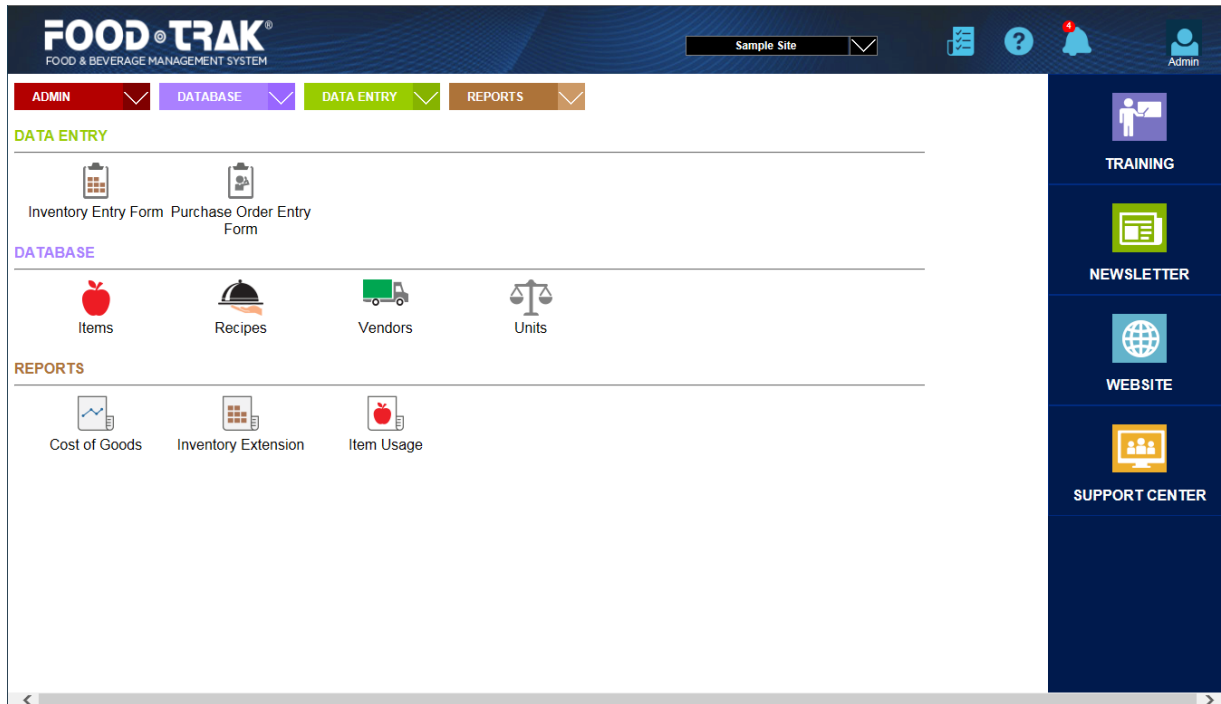 FOOD TRAK®
FOOD & BEVERAGE MANAGEMENT SYSTEM
Sample Site
4
Admin
ADMIN
DATABASE
DATA ENTRY
REPORTS
DATA ENTRY
Inventory Entry Form
Purchase Order Entry
Form
DATABASE
Items
Recipes
Vendors
Units
REPORTS
Cost of Goods
Inventory Extension
Item Usage
TRAINING
NEWSLETTER
WEBSITE
SUPPORT CENTER